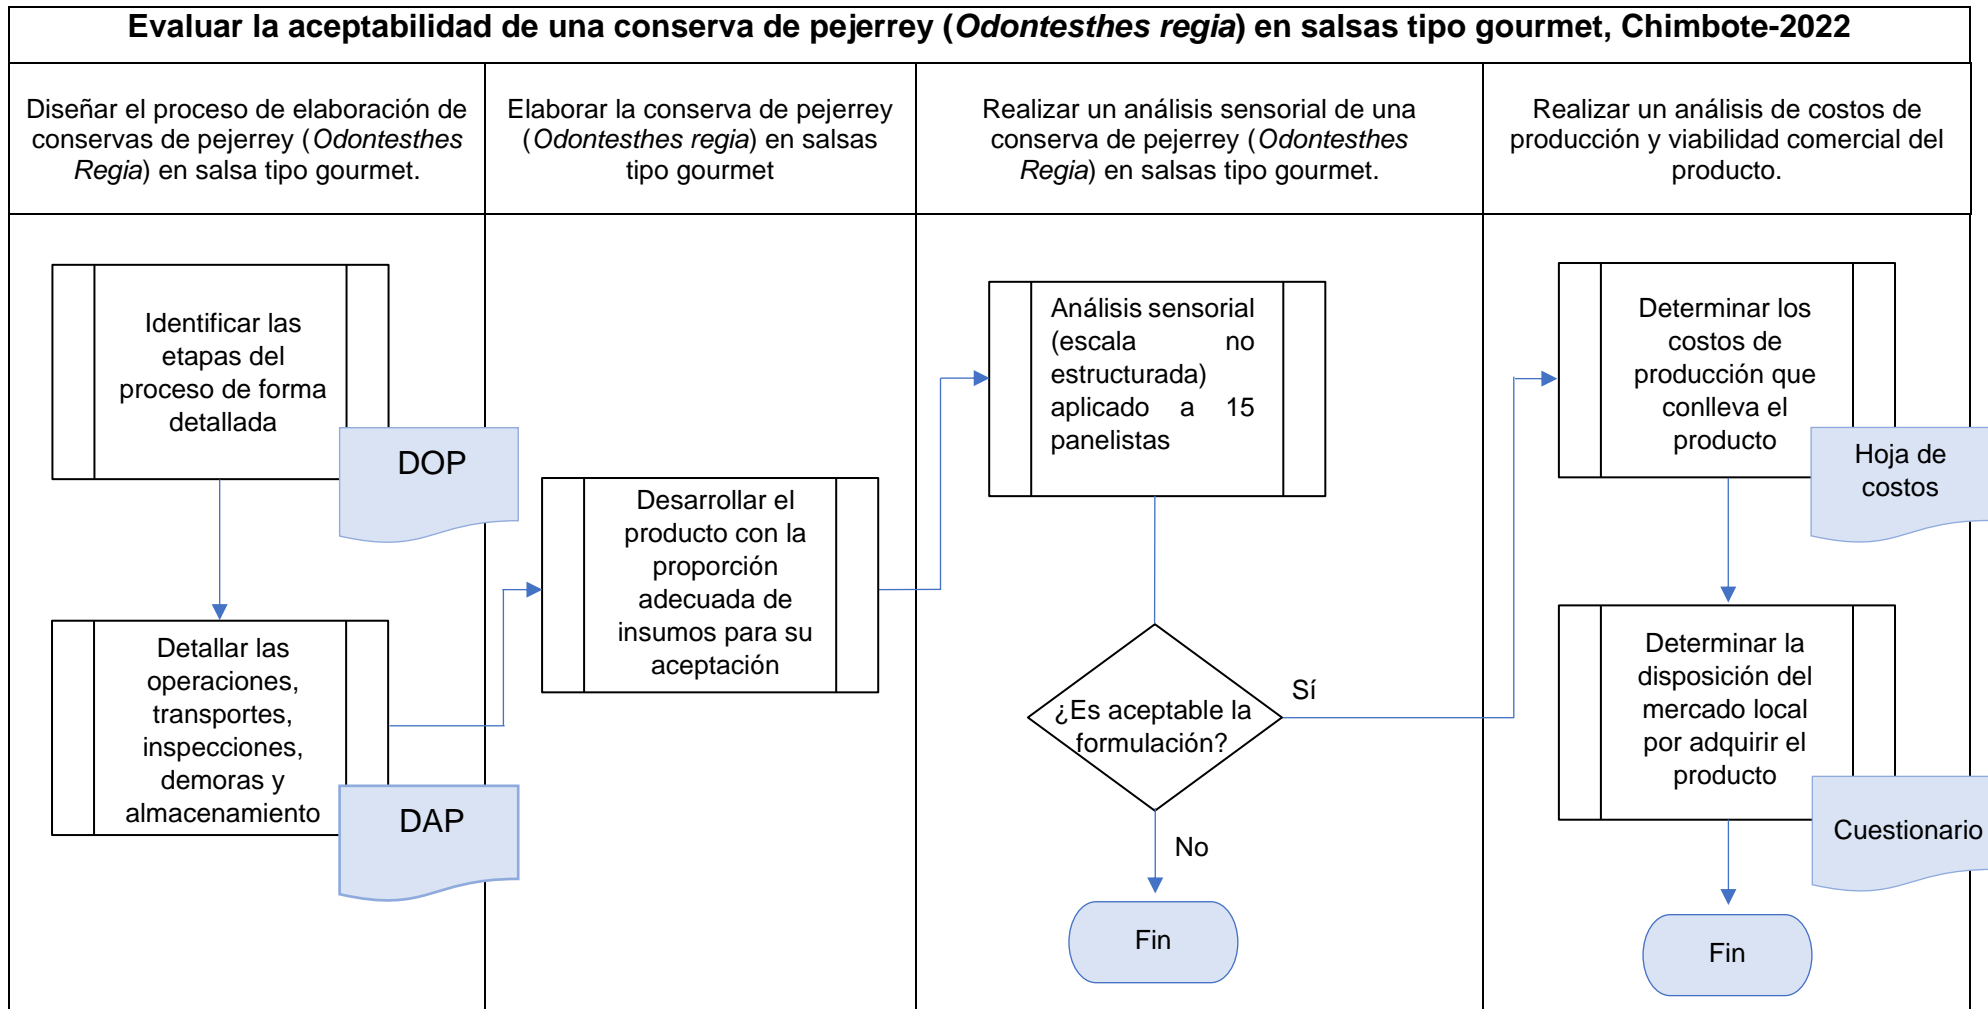 Evaluar la aceptabilidad de una conserva de pejerrey (Odontesthes regia) en salsas tipo gourmet, Chimbote-2022
Diseñar el proceso de elaboración de
conservas de pejerrey (Odontesthes
Regia) en salsa tipo gourmet.
Elaborar la conserva de pejerrey
(Odontesthes regia) en salsas
tipo gourmet
Realizar un análisis sensorial de una
conserva de pejerrey (Odontesthes
Regia) en salsas tipo gourmet.
Realizar un análisis de costos de
producción y viabilidad comercial del
producto.
Identificar las
etapas del
proceso de forma
detallada
DOP
Detallar las
operaciones,
transportes,
inspecciones,
demoras y
almacenamiento
DAP
Desarrollar el
producto con la
proporción
adecuada de
insumos para su
aceptación
Análisis sensorial
(escala no
estructurada)
aplicado a 15
panelistas
¿Es aceptable la
formulación?
Sí
No
Fin
Determinar los
costos de
producción que
conlleva el
producto
Hoja de
costos
Determinar la
disposición del
mercado local
por adquirir el
producto
Cuestionario
Fin